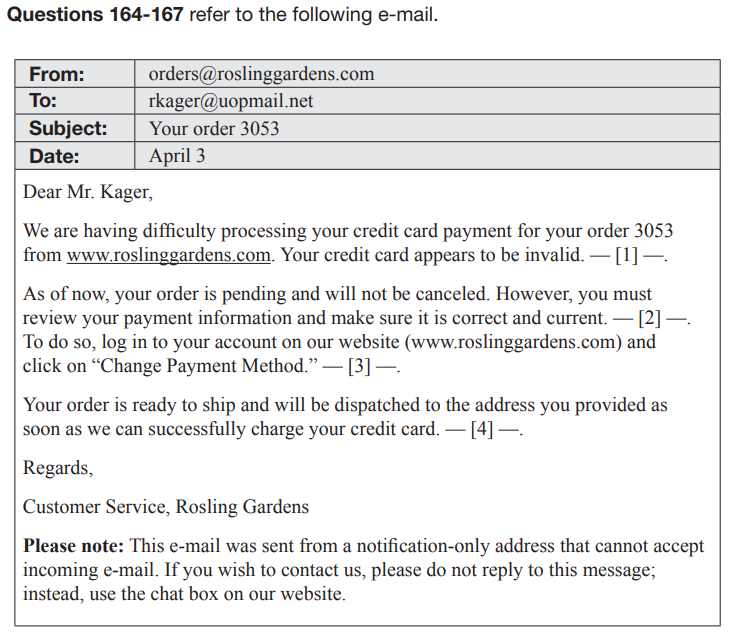 Questions 164-167 refer to the following e-mail.
From: orders@roslinggardens.com
To: rkager@uopmail.net
Subject: Your order 3053
Date: April 3
Dear Mr. Kager,
We are having difficulty processing your credit card payment for your order 3053
from www.roslinggardens.com. Your credit card appears to be invalid. — [1] —.
As of now, your order is pending and will not be canceled. However, you must
review your payment information and make sure it is correct and current. — [2] —.
To do so, log in to your account on our website (www.roslinggardens.com) and
click on “Change Payment Method.” — [3] —.
Your order is ready to ship and will be dispatched to the address you provided as
soon as we can successfully charge your credit card. — [4] —.
Regards,
Customer Service, Rosling Gardens
Please note: This e-mail was sent from a notification-only address that cannot accept
incoming e-mail. If you wish to contact us, please do not reply to this message;
instead, use the chat box on our website.